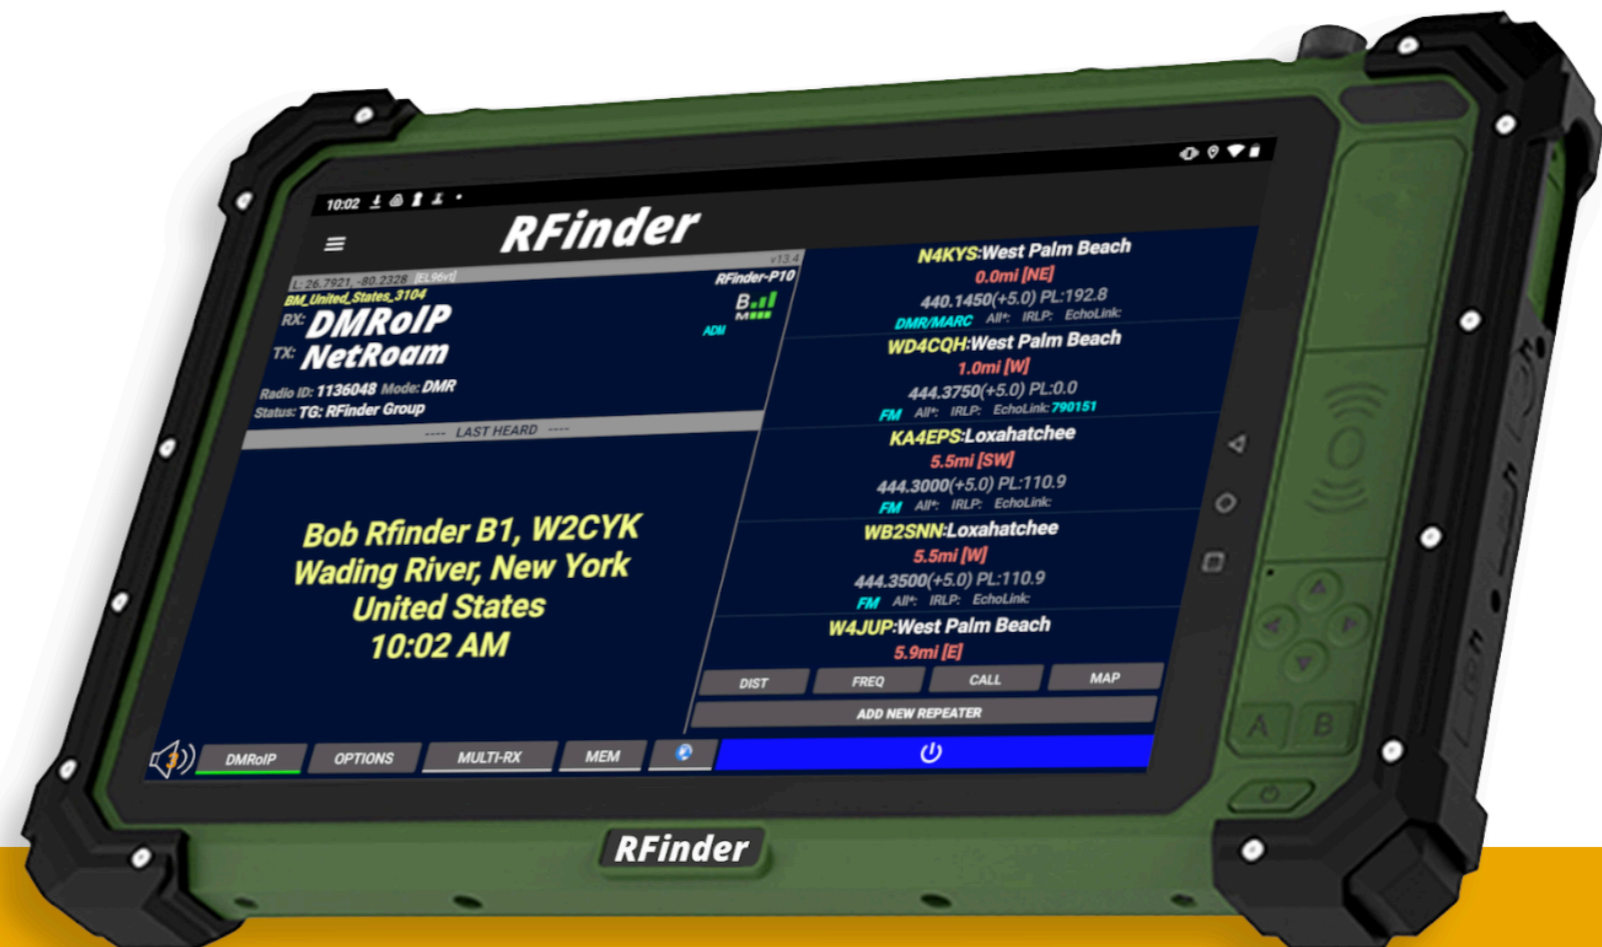 10:02
RFinder
L: 26.7921, -80.2328 [EL96vt]
v13.4
BM_United_States_3104
RFinder-P10
RX: DMRoIP
BM
ADM
TX: NetRoam
Radio ID: 1136048 Mode: DMR
Status: TG: RFinder Group
---- LAST HEARD ----
Bob Rfinder B1, W2CYK
Wading River, New York
United States
10:02 AM
N4KYS:West Palm Beach
0.0mi [NE]
440.1450(+5.0) PL:192.8
DMR/MARC All*: IRLP: EchoLink:
WD4CQH:West Palm Beach
1.0mi [W]
444.3750(+5.0) PL:0.0
FM All*: IRLP: EchoLink: 790151
KA4EPS:Loxahatchee
5.5mi [SW]
444.3000(+5.0) PL:110.9
FM All*: IRLP: EchoLink:
WB2SNN:Loxahatchee
5.5mi [W]
444.3500(+5.0) PL:110.9
FM All*: IRLP: EchoLink:
W4JUP:West Palm Beach
5.9mi [E]
DIST FREQ CALL MAP
ADD NEW REPEATER
3 DMRoIP OPTIONS MULTI-RX MEM
A B
RFinder